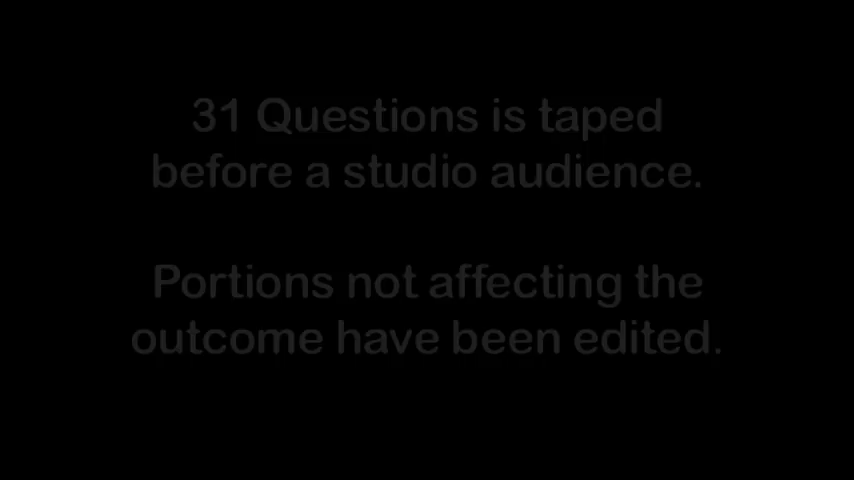 31 Questions is taped
before a studio audience.
Portions not affecting the
outcome have been edited.